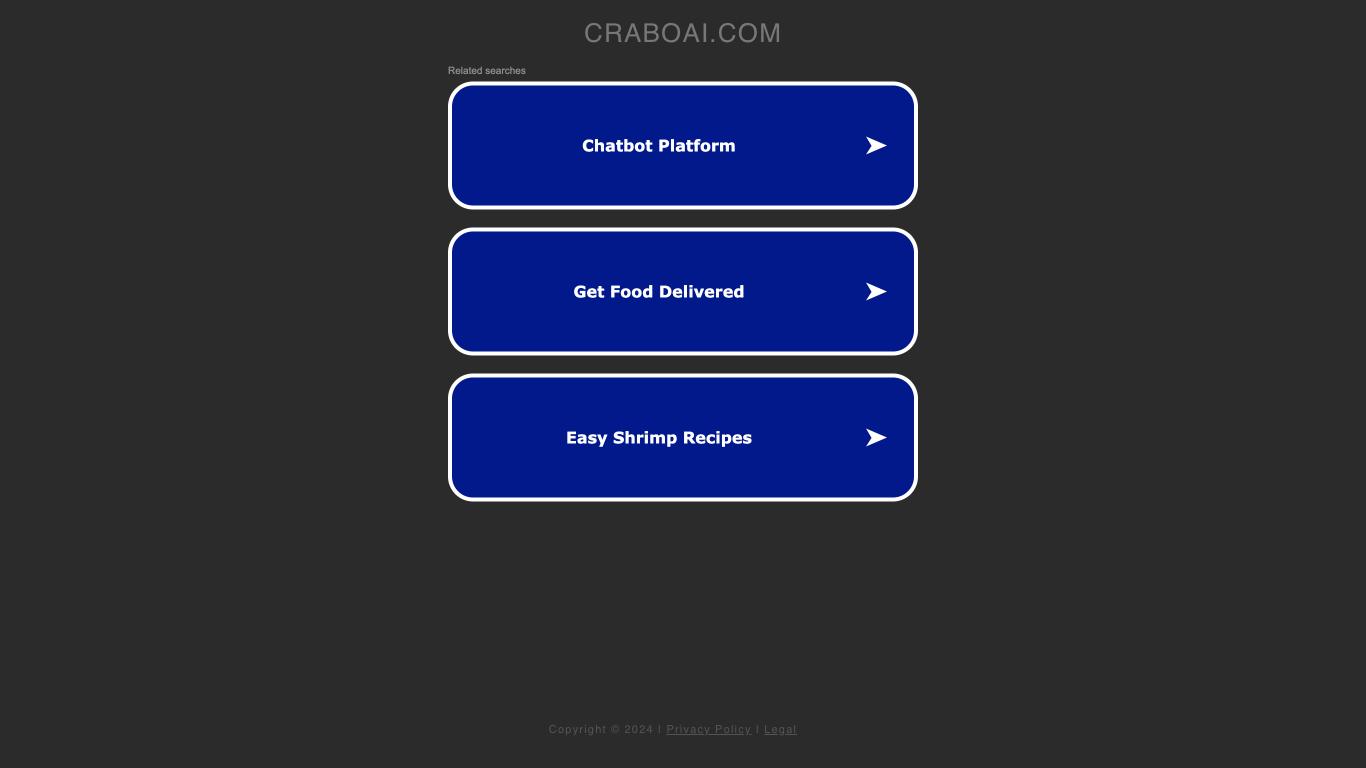 CRABOAI.COM
Related searches
Chatbot Platform
Get Food Delivered
Easy Shrimp Recipes
Copyright © 2024 | Privacy Policy | Legal